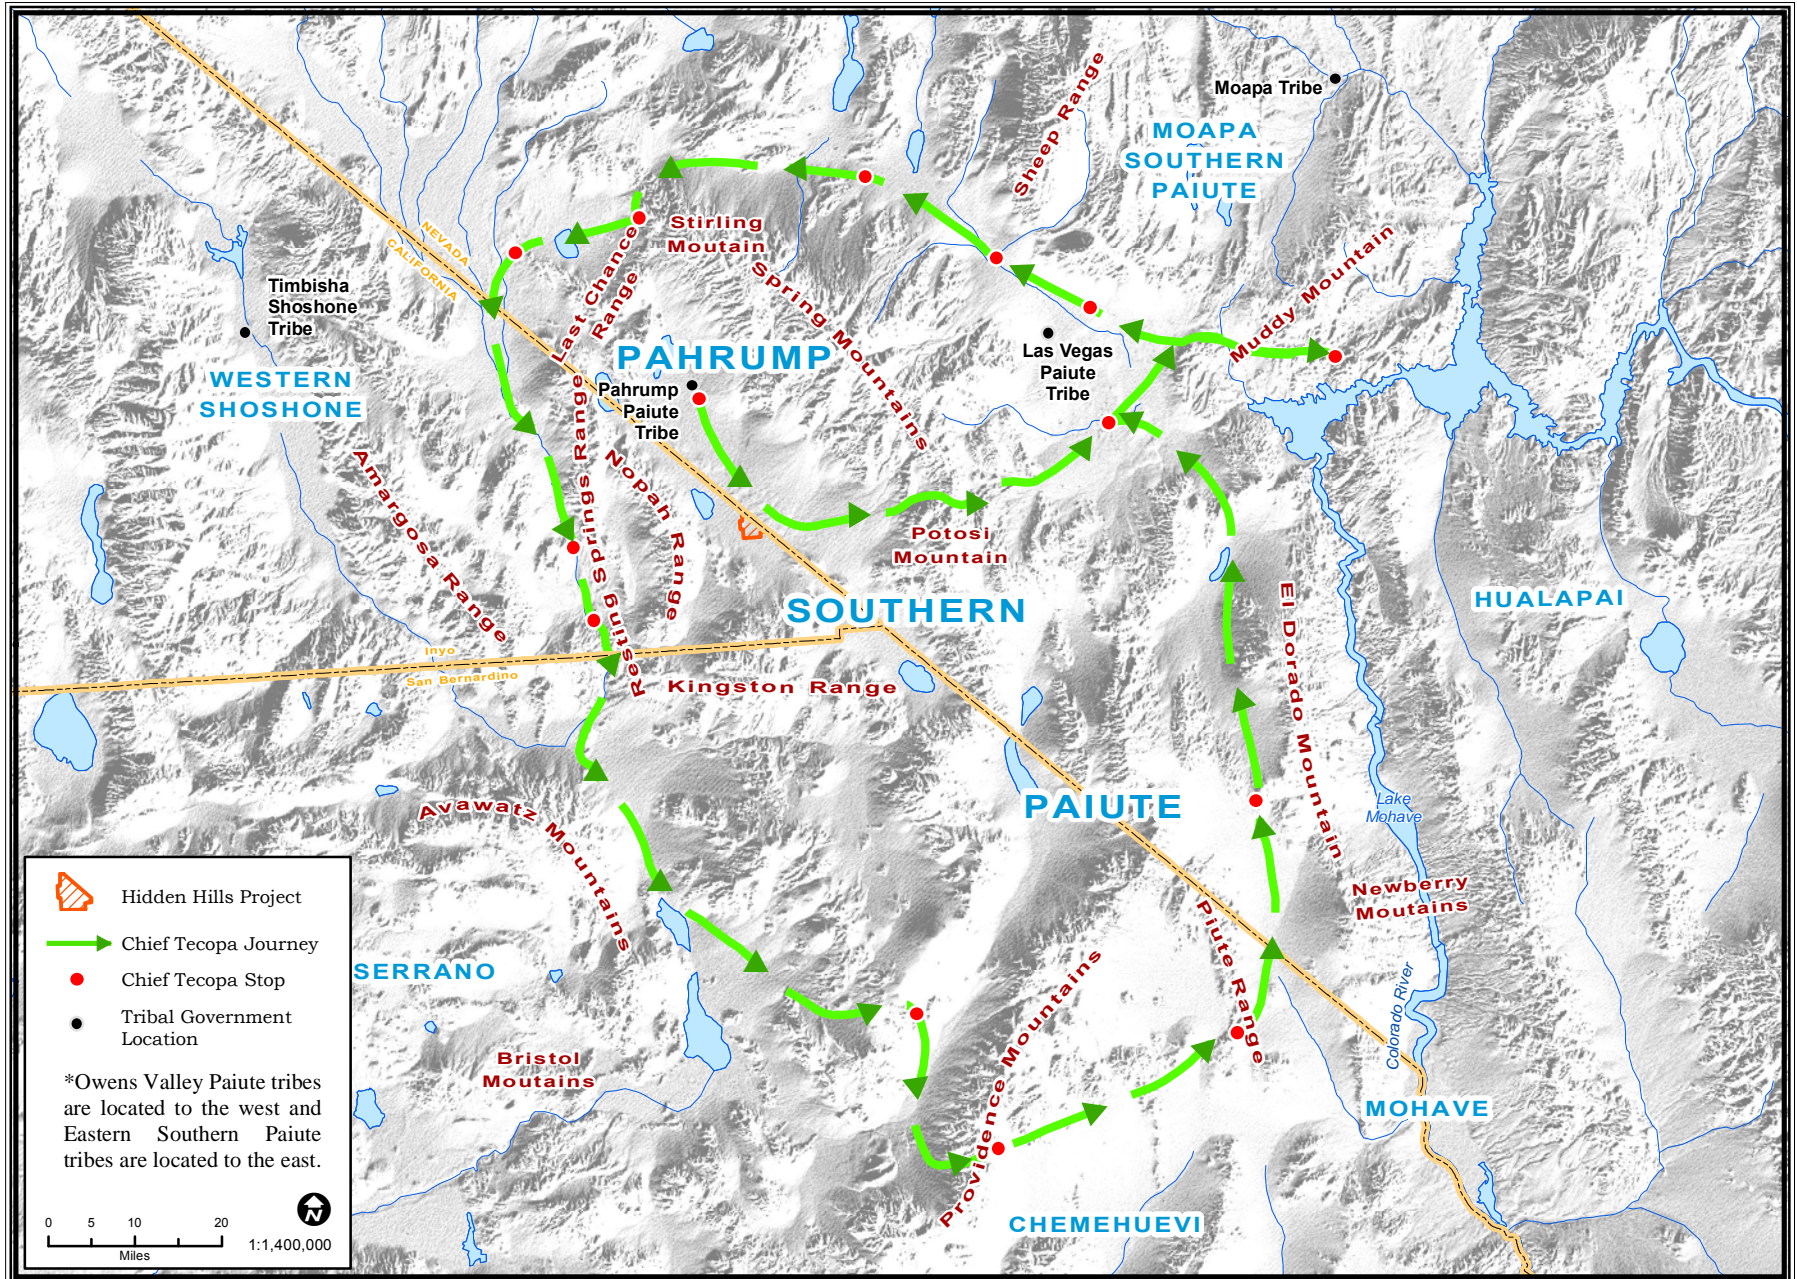 Moapa Tribe
MOAPA
SOUTHERN
PAIUTE
Sheep Range
Stirling
Moutain
NEVADA
CALIFORNIA
Spring Mountains
Muddy Mountain
Last Chance
Range
Timbisha
Shoshone
Tribe
WESTERN
SHOSHONE
PAHRUMP
Pahrump
Paiute
Tribe
Las Vegas
Paiute
Tribe
Amargosa Range
Resting Springs Range
Nopah Range
Potosi
Mountain
SOUTHERN
HUALAPAI
El Dorado Mountain
Inyo
San Bernardino
Kingston Range
PAIUTE
Lake
Mohave
Avawatz Mountains
Newberry
Moutains
Piute Range
Colorado River
SERRANO
Providence Mountains
Bristol
Moutains
MOHAVE
CHEMEHUEVI
Hidden Hills Project
Chief Tecopa Journey
Chief Tecopa Stop
Tribal Government
Location
*Owens Valley Paiute tribes
are located to the west and
Eastern Southern Paiute
tribes are located to the east.
N
0 5 10 20
Miles
1:1,400,000